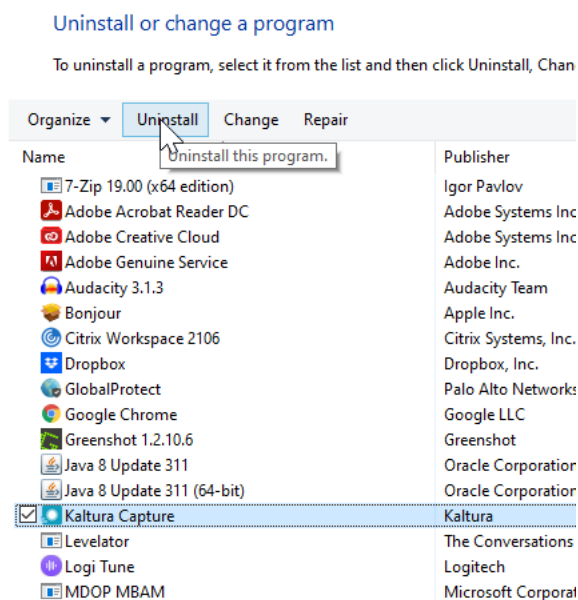 Uninstall or change a program
To uninstall a program, select it from the list and then click Uninstall, Chan
Organize Uninstall Change Repair
Name Publisher
Uninstall this program.
7-Zip 19.00 (x64 edition) Igor Pavlov
Adobe Acrobat Reader DC Adobe Systems Inc
Adobe Creative Cloud Adobe Systems Inc
Adobe Genuine Service Adobe Inc.
Audacity 3.1.3 Audacity Team
Bonjour Apple Inc.
Citrix Workspace 2106 Citrix Systems, Inc.
Dropbox Dropbox, Inc.
GlobalProtect Palo Alto Networks
Google Chrome Google LLC
Greenshot 1.2.10.6 Greenshot
Java 8 Update 311 Oracle Corporation
Java 8 Update 311 (64-bit) Oracle Corporation
Kaltura Capture Kaltura
Levelator The Conversations
Logi Tune Logitech
MDOP MBAM Microsoft Corporat